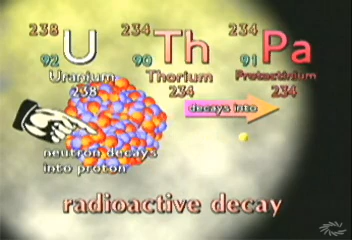 238 U 234 Th 234 Pa
92 90 91
Uranium Thorium Protactinium
238 234 234
decays into
neutron decays
into proton
radioactive decay